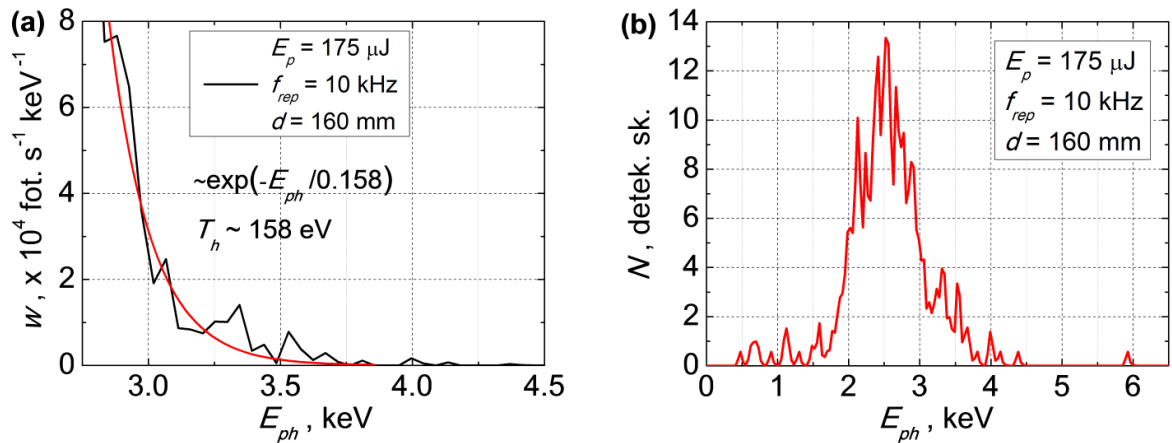 (a)
8
6
4
2
0
w , x 10⁴ fot. s⁻¹ keV⁻¹
E_p = 175 μJ
f_rep = 10 kHz
d = 160 mm
~exp(-E_ph /0.158)
T_h ~ 158 eV
3.0 3.5 4.0 4.5
E_ph , keV
(b)
14
12
10
8
6
4
2
0
N , detek. sk.
E_p = 175 μJ
f_rep = 10 kHz
d = 160 mm
0 1 2 3 4 5 6
E_ph , keV